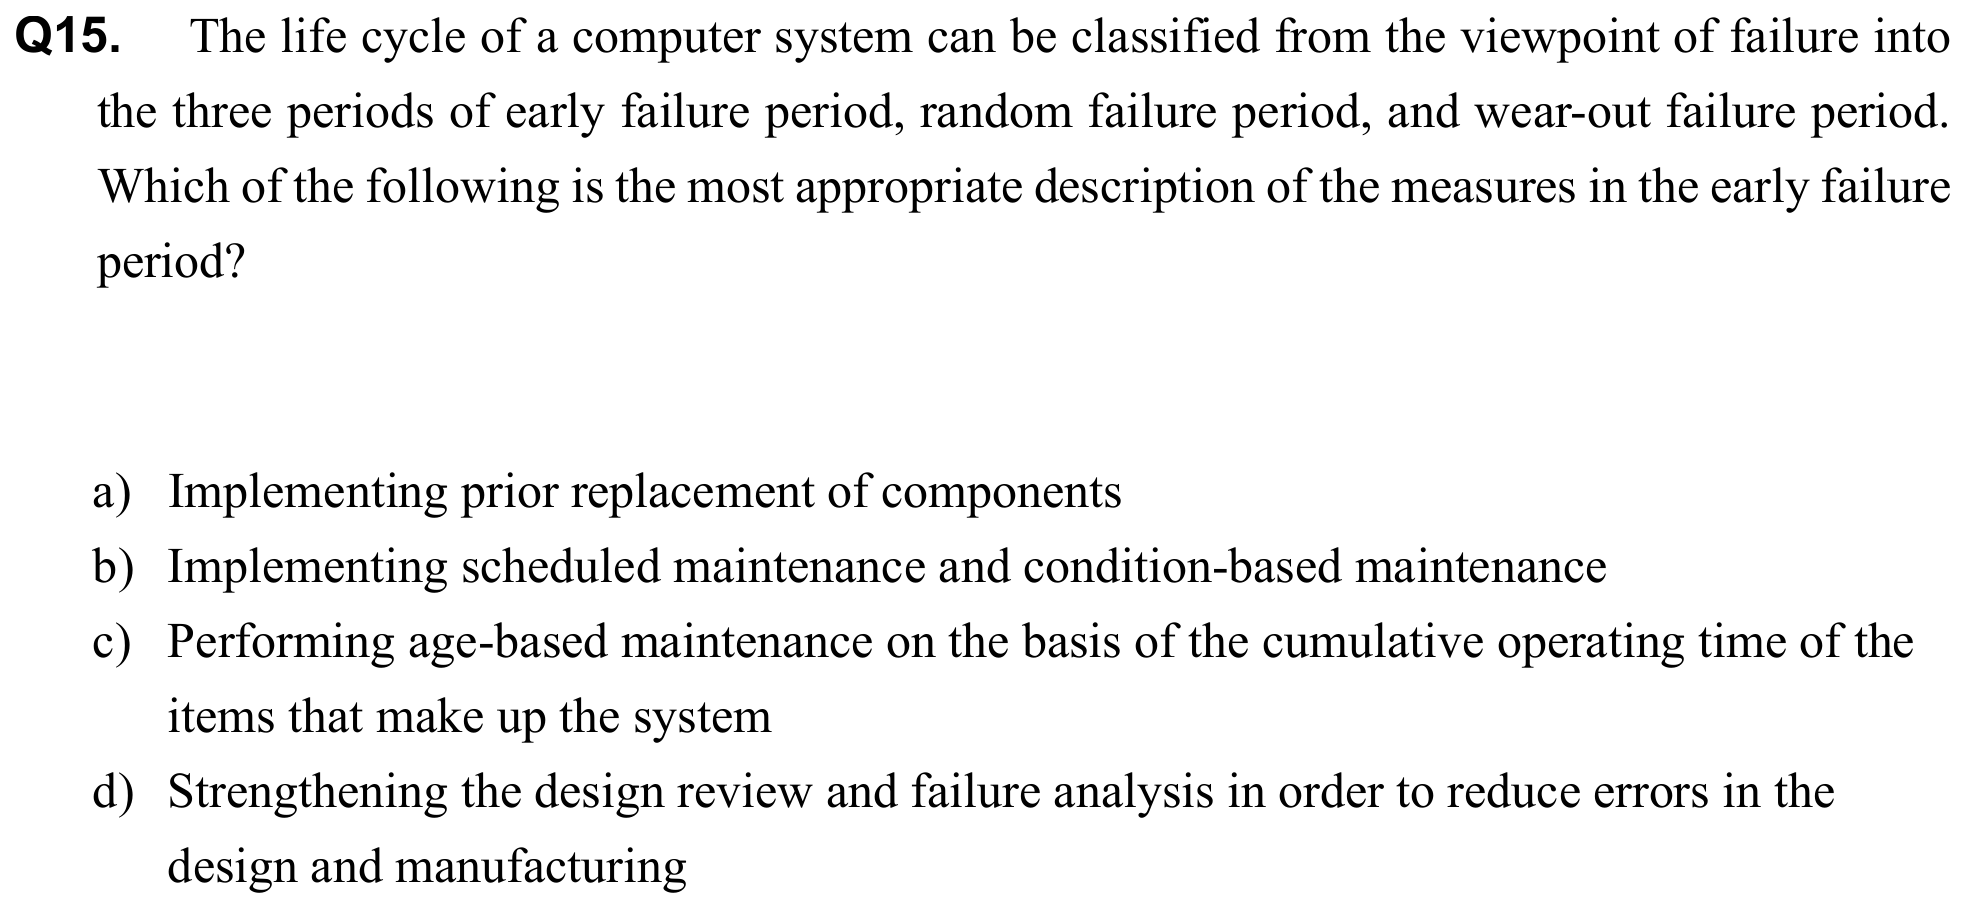 Q15. The life cycle of a computer system can be classified from the viewpoint of failure into
the three periods of early failure period, random failure period, and wear-out failure period.
Which of the following is the most appropriate description of the measures in the early failure
period?
a) Implementing prior replacement of components
b) Implementing scheduled maintenance and condition-based maintenance
c) Performing age-based maintenance on the basis of the cumulative operating time of the
items that make up the system
d) Strengthening the design review and failure analysis in order to reduce errors in the
design and manufacturing